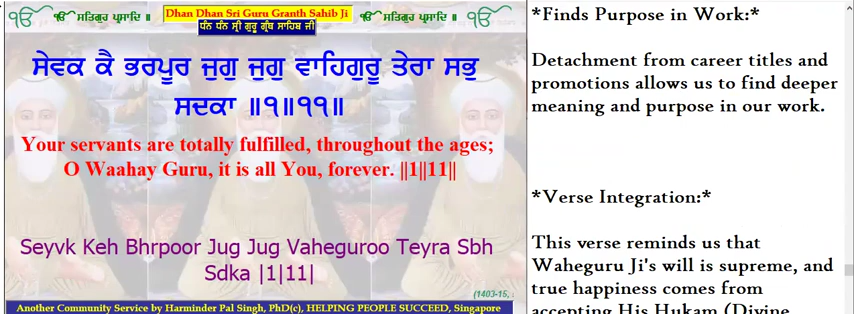 ੴ ੴ ਸਤਿਗੁਰ ਪ੍ਰਸਾਦਿ ॥ Dhan Dhan Sri Guru Granth Sahib Ji ੴ ਸਤਿਗੁਰ ਪ੍ਰਸਾਦਿ ॥ ੴ
ਧੰਨ ਧੰਨ ਸ੍ਰੀ ਗੁਰੂ ਗ੍ਰੰਥ ਸਾਹਿਬ ਜੀ
ਸੇਵਕ ਕੈ ਭਰਪੂਰ ਜੁਗੁ ਜੁਗੁ ਵਾਹਿਗੁਰੂ ਤੇਰਾ ਸਭੁ
ਸਦਕਾ ॥੧॥੧੧॥
Your servants are totally fulfilled, throughout the ages;
O Waahay Guru, it is all You, forever. ||1||11||
Seyvk Keh Bhrpoor Jug Jug Vaheguroo Teyra Sbh
Sdka |1|11|
(1403-15,
Another Community Service by Harminder Pal Singh, PhD(c), HELPING PEOPLE SUCCEED, Singapore
*Finds Purpose in Work:*
Detachment from career titles and
promotions allows us to find deeper
meaning and purpose in our work.
*Verse Integration:*
This verse reminds us that
Waheguru Ji's will is supreme, and
true happiness comes from
accepting His Hukam (Divine